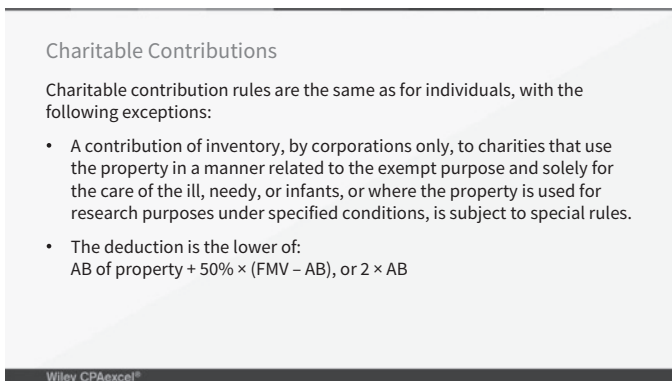 Charitable Contributions
Charitable contribution rules are the same as for individuals, with the
following exceptions:
• A contribution of inventory, by corporations only, to charities that use
the property in a manner related to the exempt purpose and solely for
the care of the ill, needy, or infants, or where the property is used for
research purposes under specified conditions, is subject to special rules.
• The deduction is the lower of:
AB of property + 50% × (FMV – AB), or 2 × AB
Wiley CPAexcel®